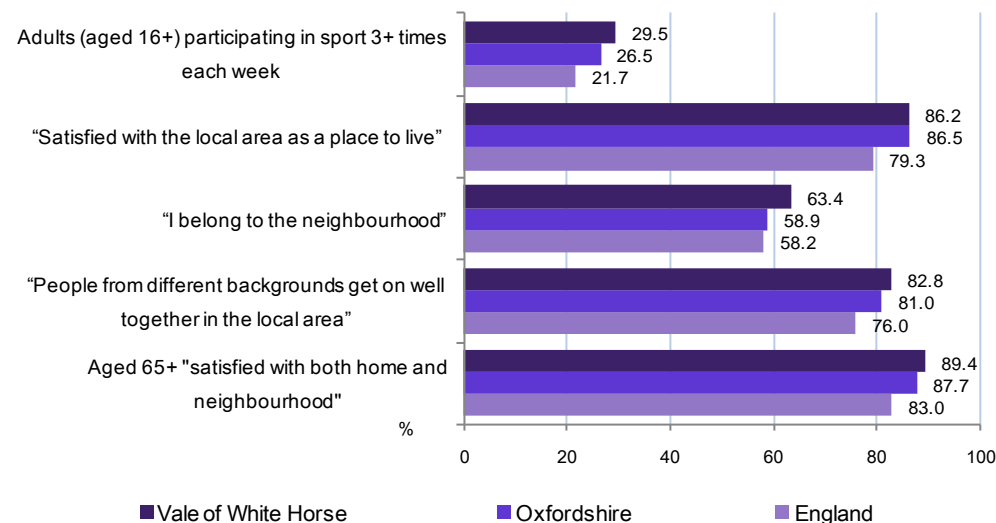 Adults (aged 16+) participating in sport 3+ times
each week
29.5
26.5
21.7
“Satisfied with the local area as a place to live”
86.2
86.5
79.3
“I belong to the neighbourhood”
63.4
58.9
58.2
“People from different backgrounds get on well
together in the local area”
82.8
81.0
76.0
Aged 65+ "satisfied with both home and
neighbourhood"
89.4
87.7
83.0
%
0 20 40 60 80 100
Vale of White Horse Oxfordshire England